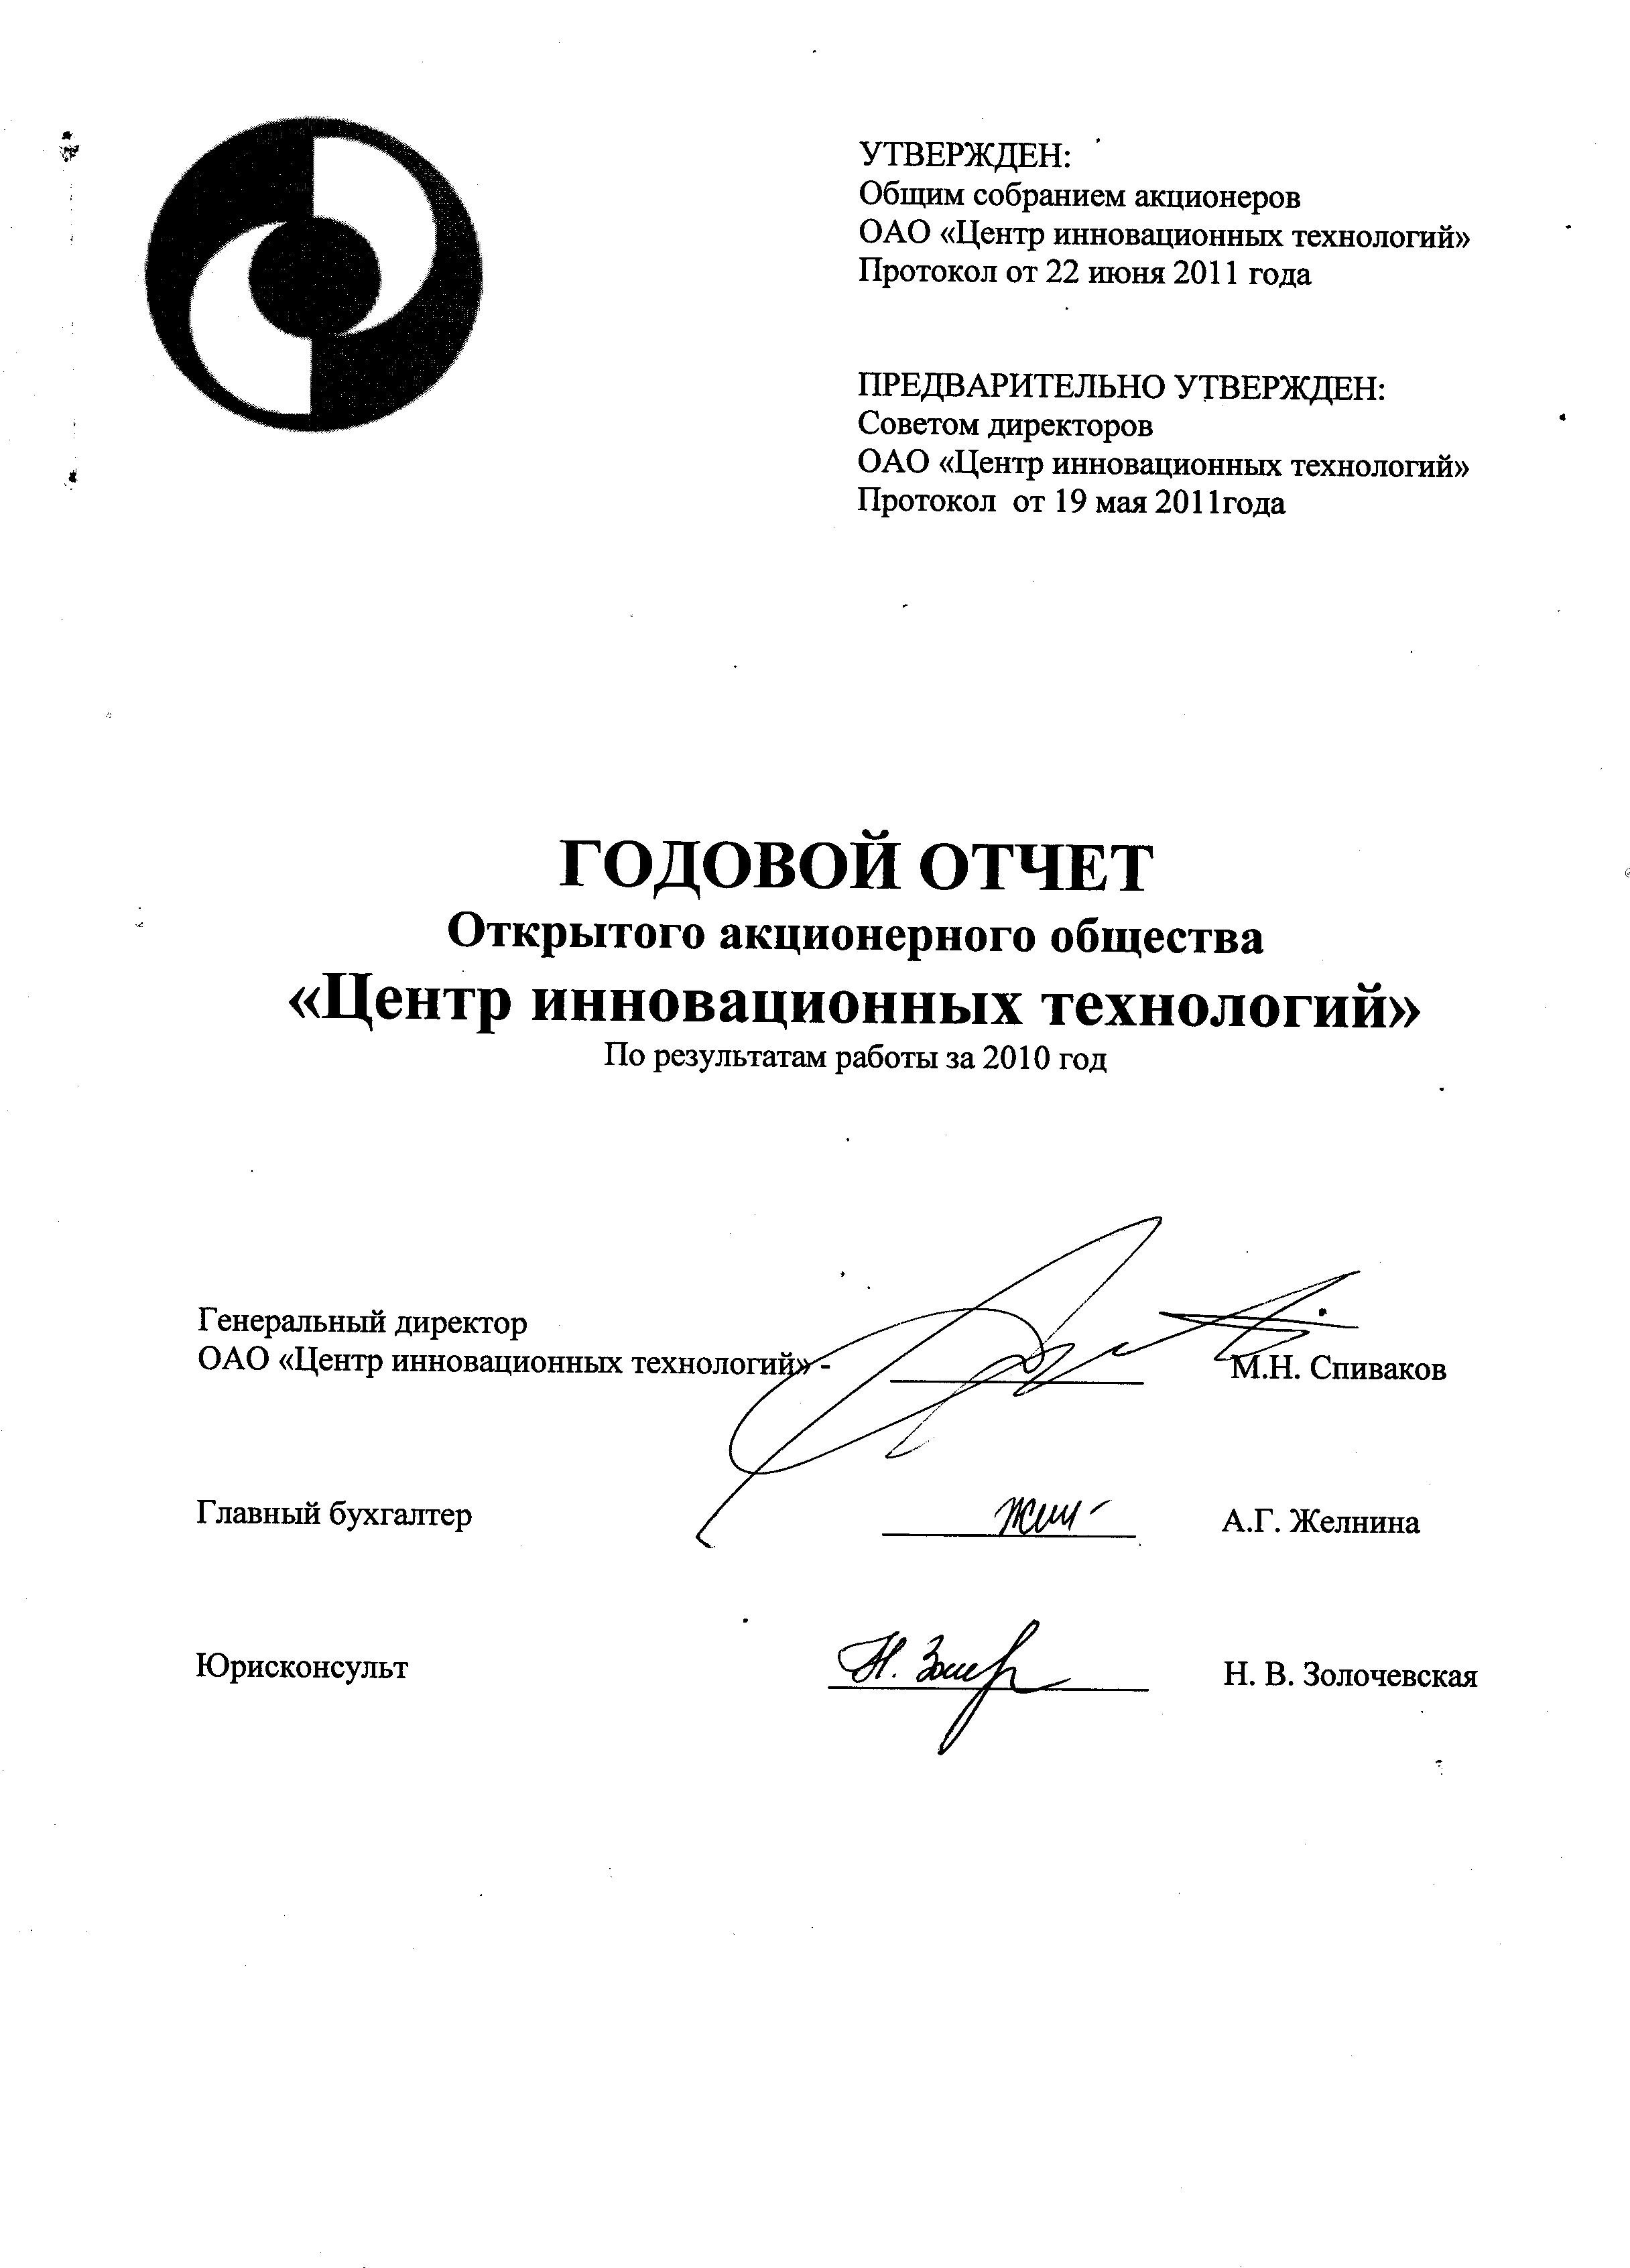 УТВЕРЖДЕН:
Общим собранием акционеров
ОАО «Центр инновационных технологий»
Протокол от 22 июня 2011 года
ПРЕДВАРИТЕЛЬНО УТВЕРЖДЕН:
Советом директоров
ОАО «Центр инновационных технологий»
Протокол от 19 мая 2011года
ГОДОВОЙ ОТЧЕТ
Открытого акционерного общества
«Центр инновационных технологий»
По результатам работы за 2010 год
Генеральный директор
ОАО «Центр инновационных технологий» - М.Н. Спиваков
Главный бухгалтер А.Г. Желнина
Юрисконсульт Н. В. Золочевская